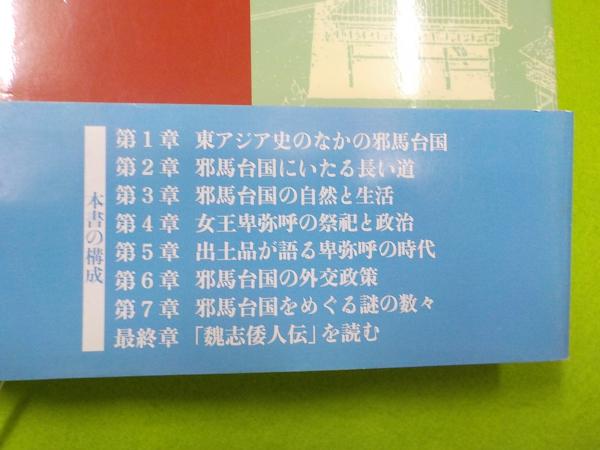 本書の構成
第1章 東アジア史のなかの邪馬台国
第2章 邪馬台国にいたる長い道
第3章 邪馬台国の自然と生活
第4章 女王卑弥呼の祭祀と政治
第5章 出土品が語る卑弥呼の時代
第6章 邪馬台国の外交政策
第7章 邪馬台国をめぐる謎の数々
最終章 「魏志倭人伝」を読む